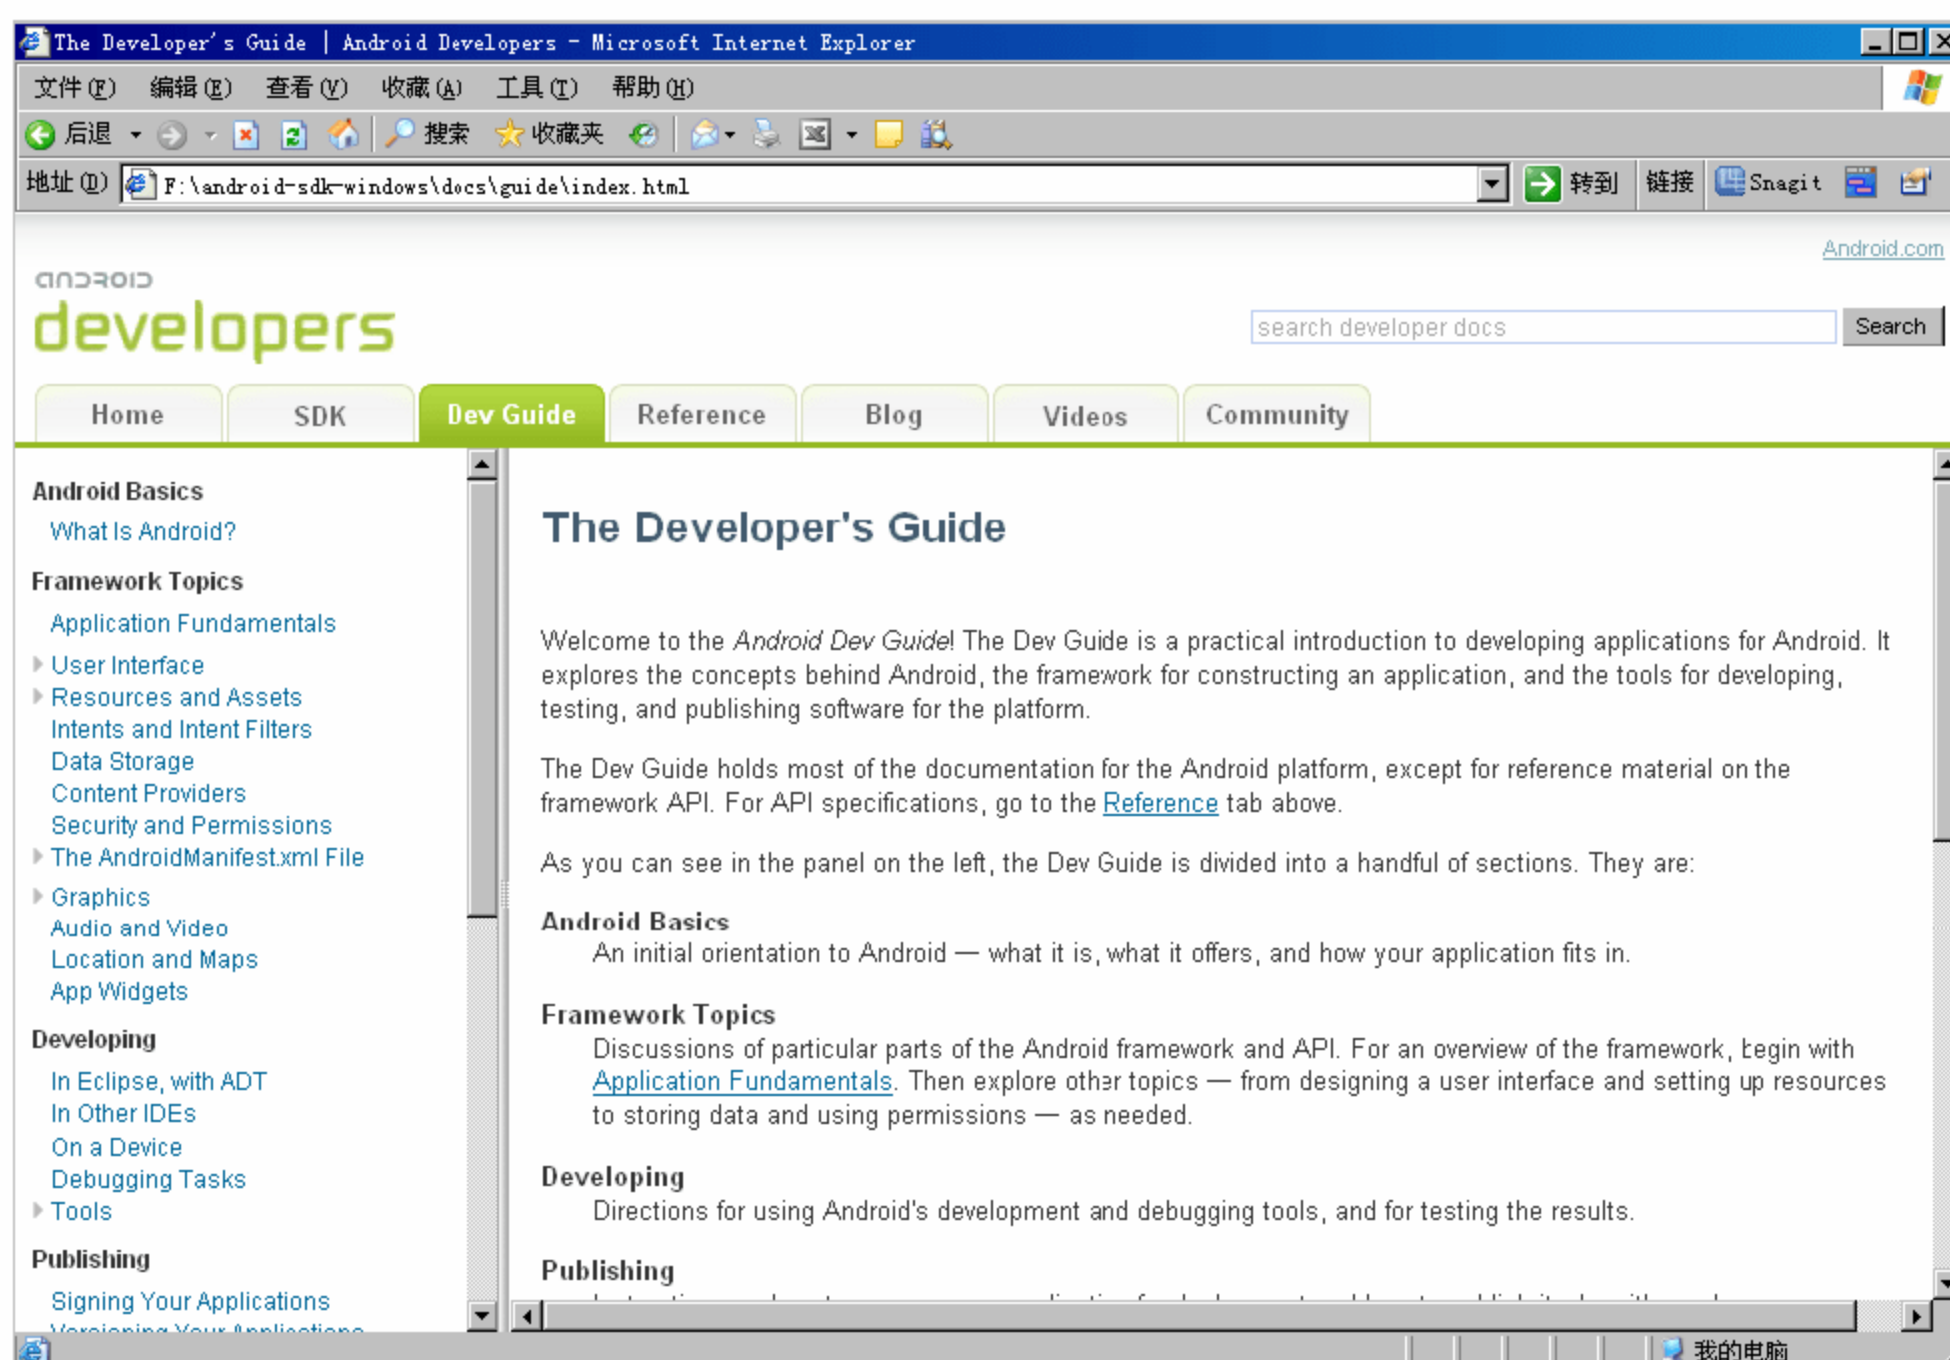 The Developer's Guide | Android Developers - Microsoft Internet Explorer
文件(F) 编辑(E) 查看(V) 收藏(A) 工具(T) 帮助(H)
后退 搜索 收藏夹
地址(D) F:\android-sdk-windows\docs\guide\index.html 转到 链接 Snagit
Android.com
android
developers
search developer docs Search
Home SDK Dev Guide Reference Blog Videos Community
Android Basics
What Is Android?
Framework Topics
Application Fundamentals
User Interface
Resources and Assets
Intents and Intent Filters
Data Storage
Content Providers
Security and Permissions
The AndroidManifest.xml File
Graphics
Audio and Video
Location and Maps
App Widgets
Developing
In Eclipse, with ADT
In Other IDEs
On a Device
Debugging Tasks
Tools
Publishing
Signing Your Applications
Versioning Your Applications
The Developer's Guide
Welcome to the Android Dev Guide! The Dev Guide is a practical introduction to developing applications for Android. It
explores the concepts behind Android, the framework for constructing an application, and the tools for developing,
testing, and publishing software for the platform.
The Dev Guide holds most of the documentation for the Android platform, except for reference material on the
framework API. For API specifications, go to the Reference tab above.
As you can see in the panel on the left, the Dev Guide is divided into a handful of sections. They are:
Android Basics
An initial orientation to Android — what it is, what it offers, and how your application fits in.
Framework Topics
Discussions of particular parts of the Android framework and API. For an overview of the framework, begin with
Application Fundamentals. Then explore other topics — from designing a user interface and setting up resources
to storing data and using permissions — as needed.
Developing
Directions for using Android's development and debugging tools, and for testing the results.
Publishing
我的电脑